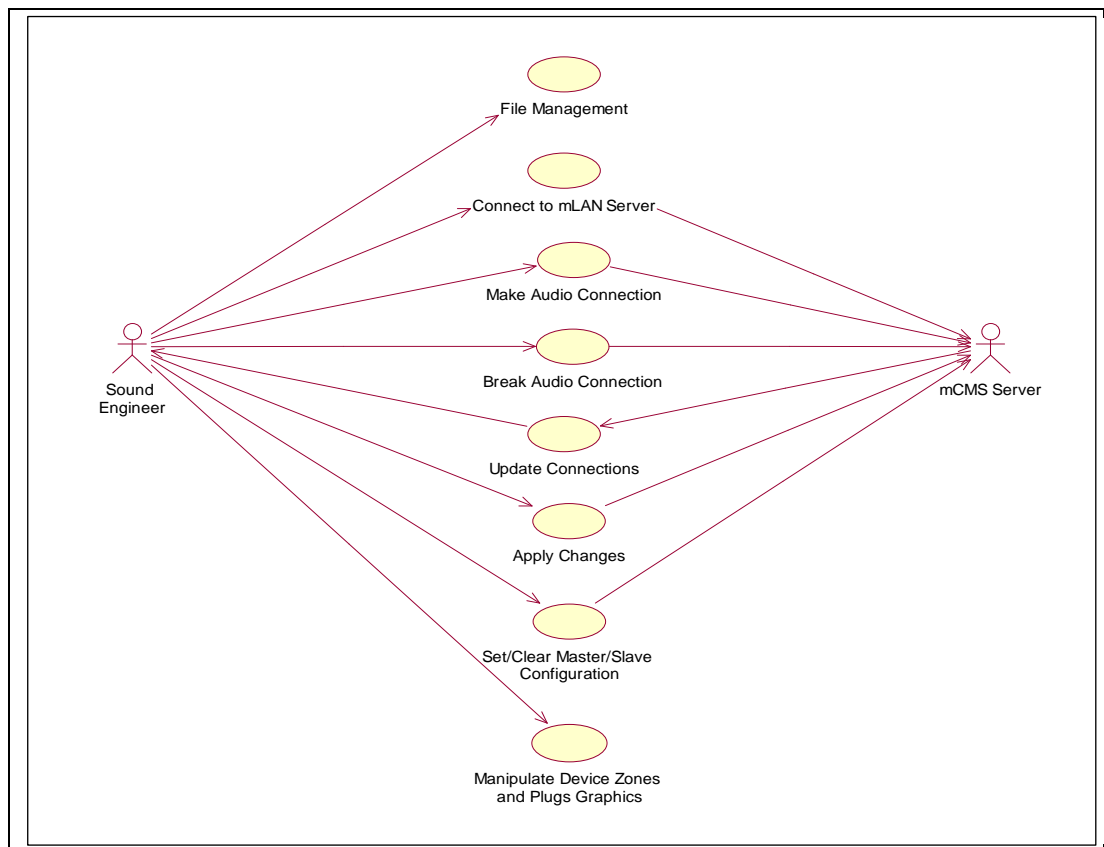 File Management
Connect to mLAN Server
Make Audio Connection
Break Audio Connection
Sound
Engineer
mCMS Server
Update Connections
Apply Changes
Set/Clear Master/Slave
Configuration
Manipulate Device Zones
and Plugs Graphics